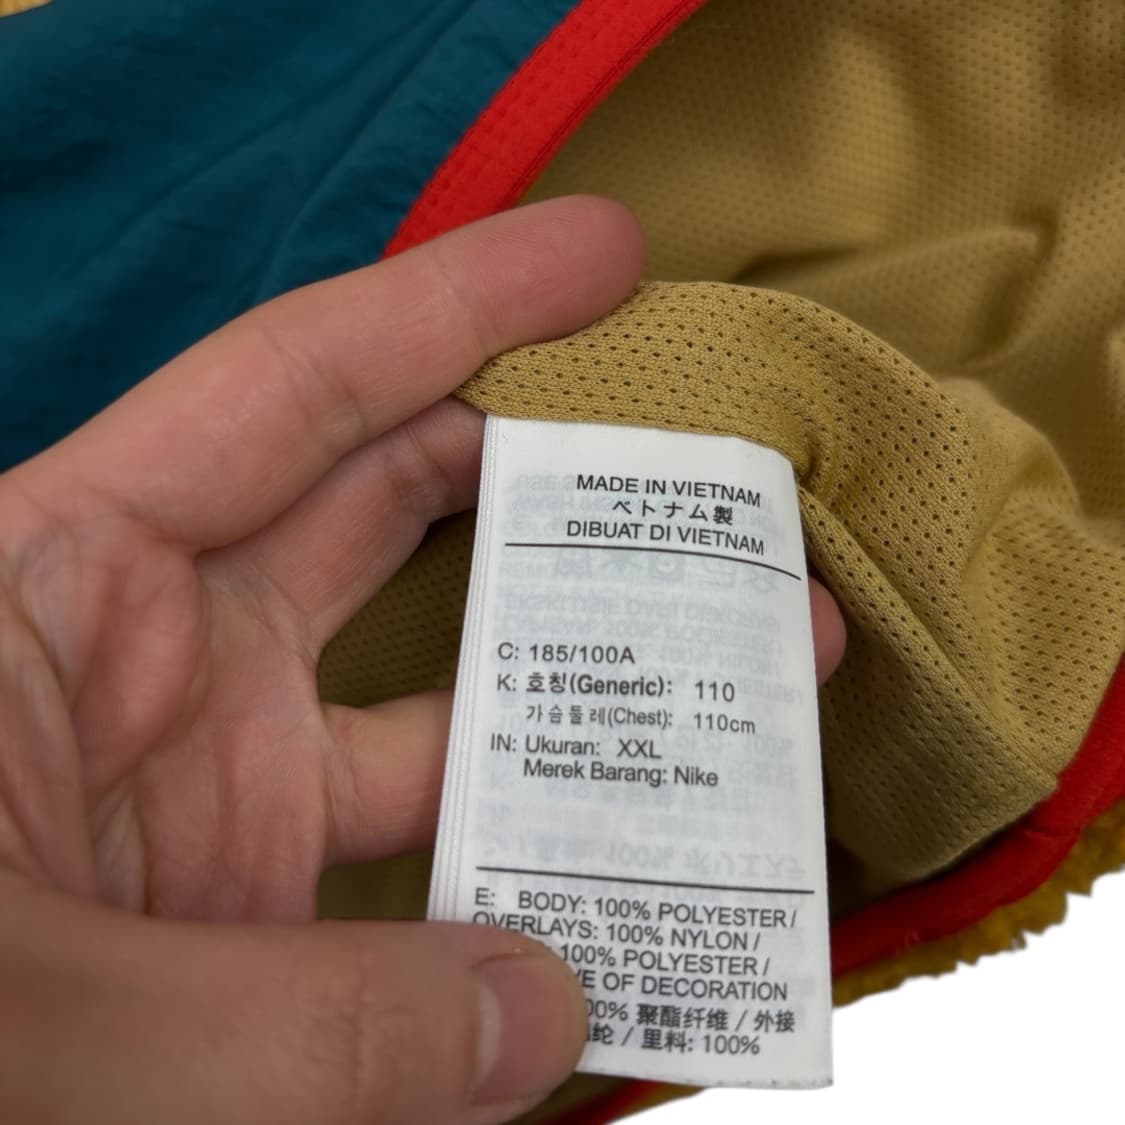 MADE IN VIETNAM
ベトナム製
DIBUAT DI VIETNAM
C: 185/100A
K: 호칭(Generic): 110
가슴둘레(Chest): 110cm
IN: Ukuran: XXL
Merek Barang: Nike
E: BODY: 100% POLYESTER /
OVERLAYS: 100% NYLON /
100% POLYESTER /
OF DECORATION
聚酯纤维 / 外接
/ 里料: 100%